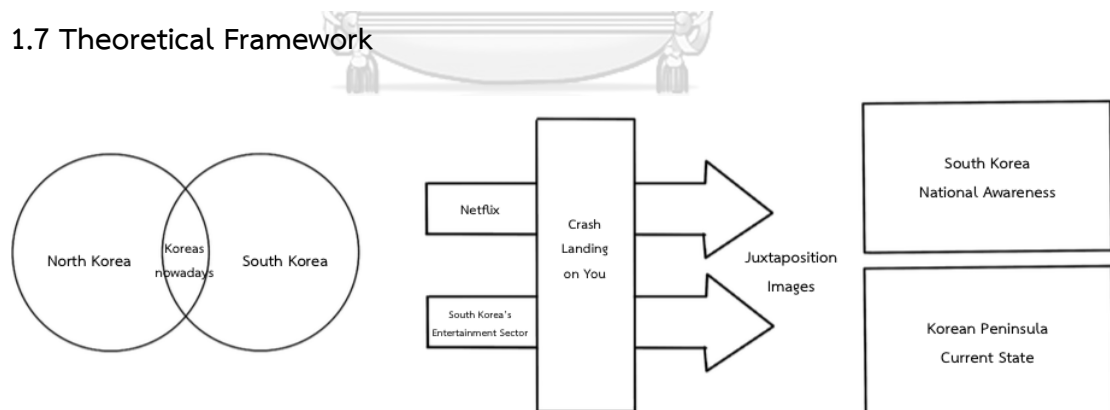 1.7 Theoretical Framework
North Korea
Koreas
nowadays
South Korea
Netflix
South Korea's
Entertainment Sector
Crash
Landing
on You
Juxtaposition
Images
South Korea
National Awareness
Korean Peninsula
Current State